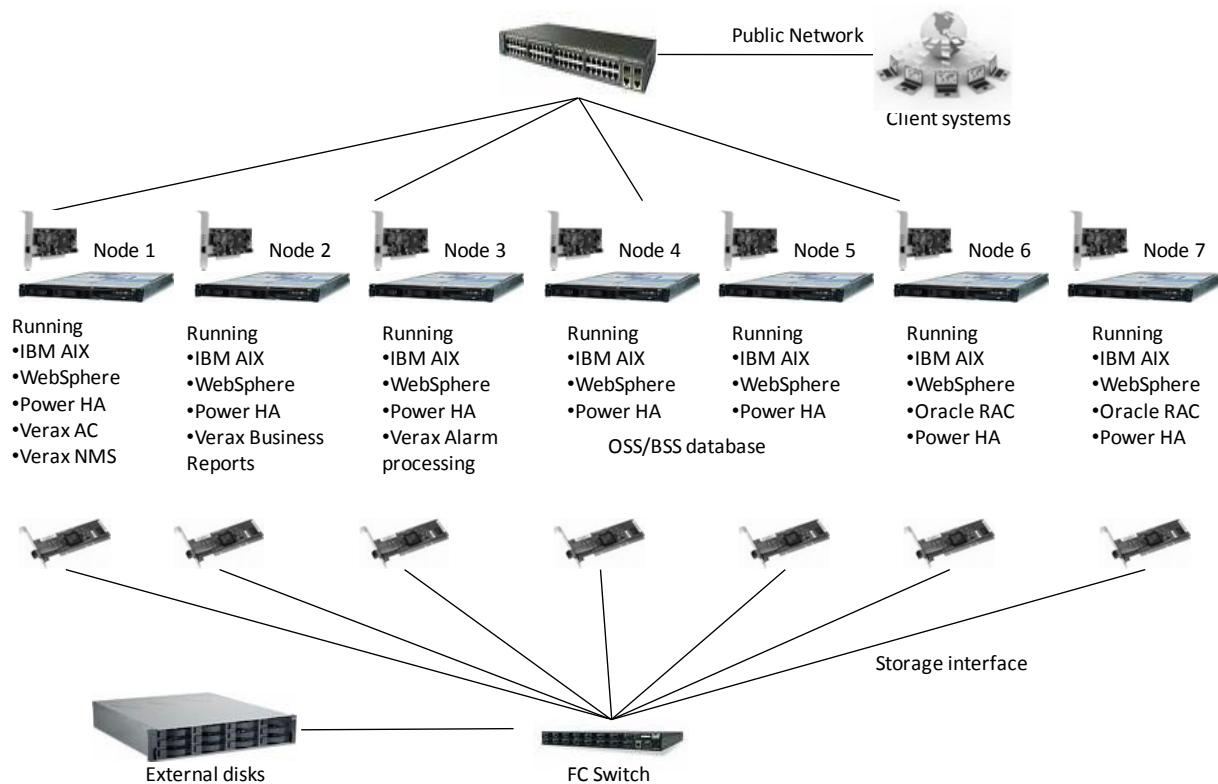 Public Network
Client systems
Node 1
Node 2
Node 3
Node 4
Node 5
Node 6
Node 7
Running
•IBM AIX
•WebSphere
•Power HA
•Verax AC
•Verax NMS
Running
•IBM AIX
•WebSphere
•Power HA
•Verax Business
Reports
Running
•IBM AIX
•WebSphere
•Power HA
•Verax Alarm
processing
Running
•IBM AIX
•WebSphere
•Power HA
Running
•IBM AIX
•WebSphere
•Power HA
OSS/BSS database
Running
•IBM AIX
•WebSphere
•Oracle RAC
•Power HA
Running
•IBM AIX
•WebSphere
•Oracle RAC
•Power HA
Storage interface
External disks
FC Switch